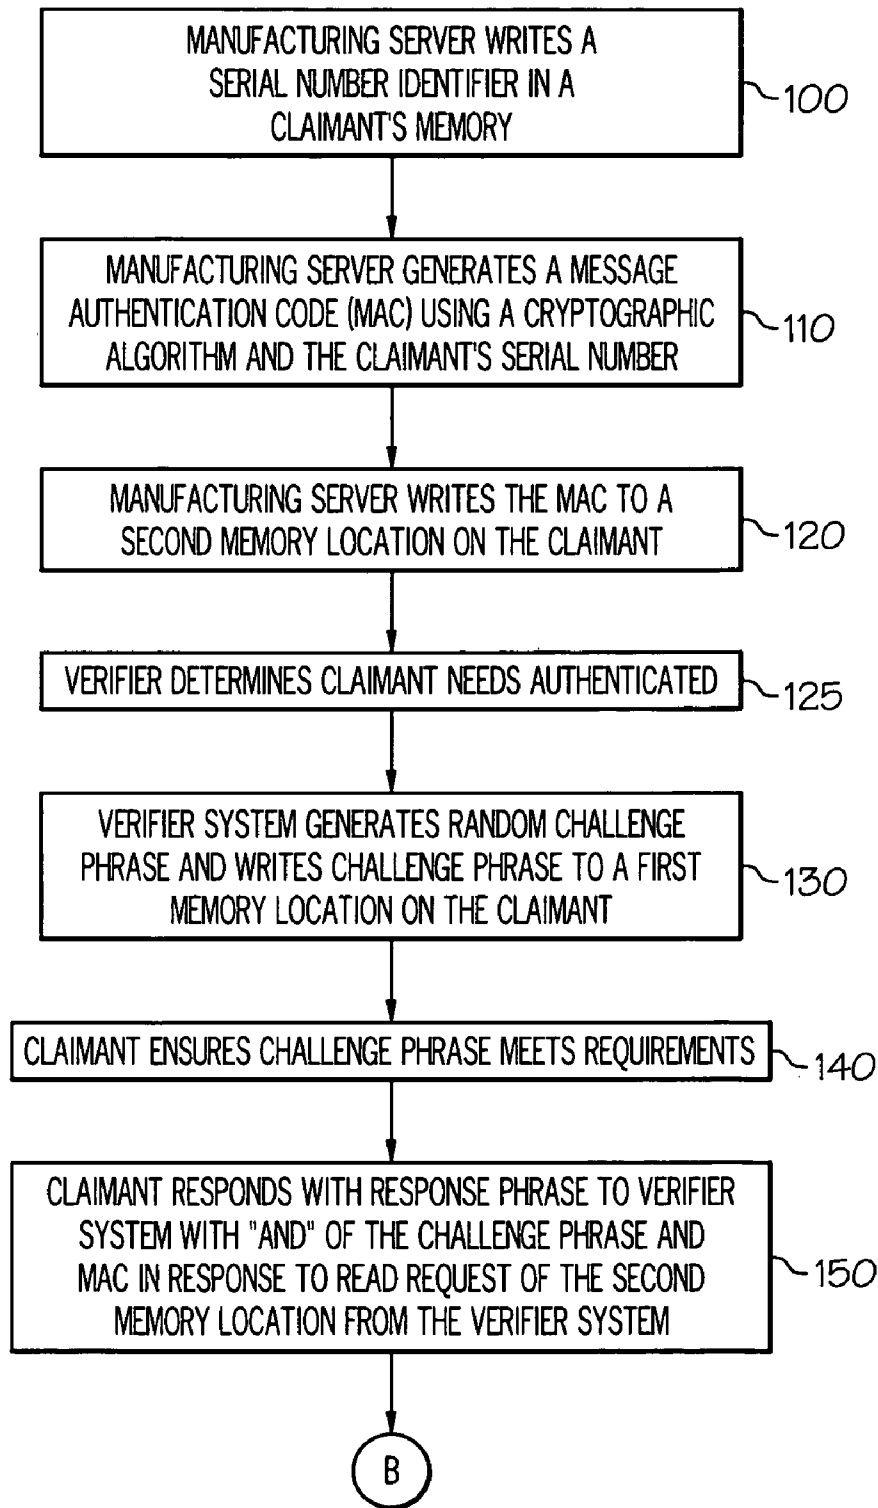 MANUFACTURING SERVER WRITES A
SERIAL NUMBER IDENTIFIER IN A
CLAIMANT'S MEMORY
100
MANUFACTURING SERVER GENERATES A MESSAGE
AUTHENTICATION CODE (MAC) USING A CRYPTOGRAPHIC
ALGORITHM AND THE CLAIMANT'S SERIAL NUMBER
110
MANUFACTURING SERVER WRITES THE MAC TO A
SECOND MEMORY LOCATION ON THE CLAIMANT
120
VERIFIER DETERMINES CLAIMANT NEEDS AUTHENTICATED
125
VERIFIER SYSTEM GENERATES RANDOM CHALLENGE
PHRASE AND WRITES CHALLENGE PHRASE TO A FIRST
MEMORY LOCATION ON THE CLAIMANT
130
CLAIMANT ENSURES CHALLENGE PHRASE MEETS REQUIREMENTS
140
CLAIMANT RESPONDS WITH RESPONSE PHRASE TO VERIFIER
SYSTEM WITH "AND" OF THE CHALLENGE PHRASE AND
MAC IN RESPONSE TO READ REQUEST OF THE SECOND
MEMORY LOCATION FROM THE VERIFIER SYSTEM
150
B